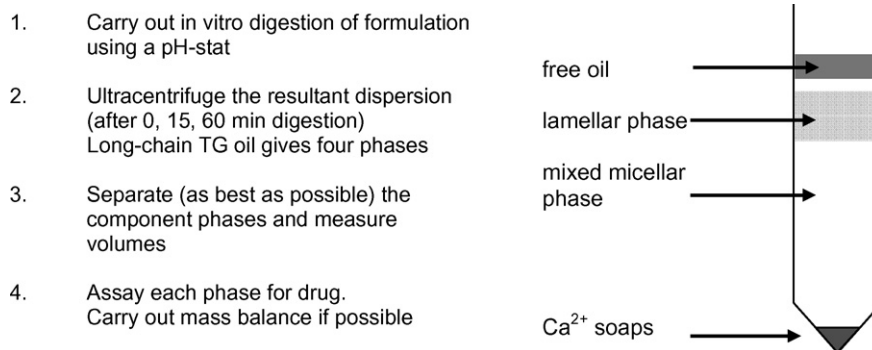 1. Carry out in vitro digestion of formulation
using a pH-stat
2. Ultracentrifuge the resultant dispersion
(after 0, 15, 60 min digestion)
Long-chain TG oil gives four phases
3. Separate (as best as possible) the
component phases and measure
volumes
4. Assay each phase for drug.
Carry out mass balance if possible
free oil
lamellar phase
mixed micellar
phase
Ca²⁺ soaps